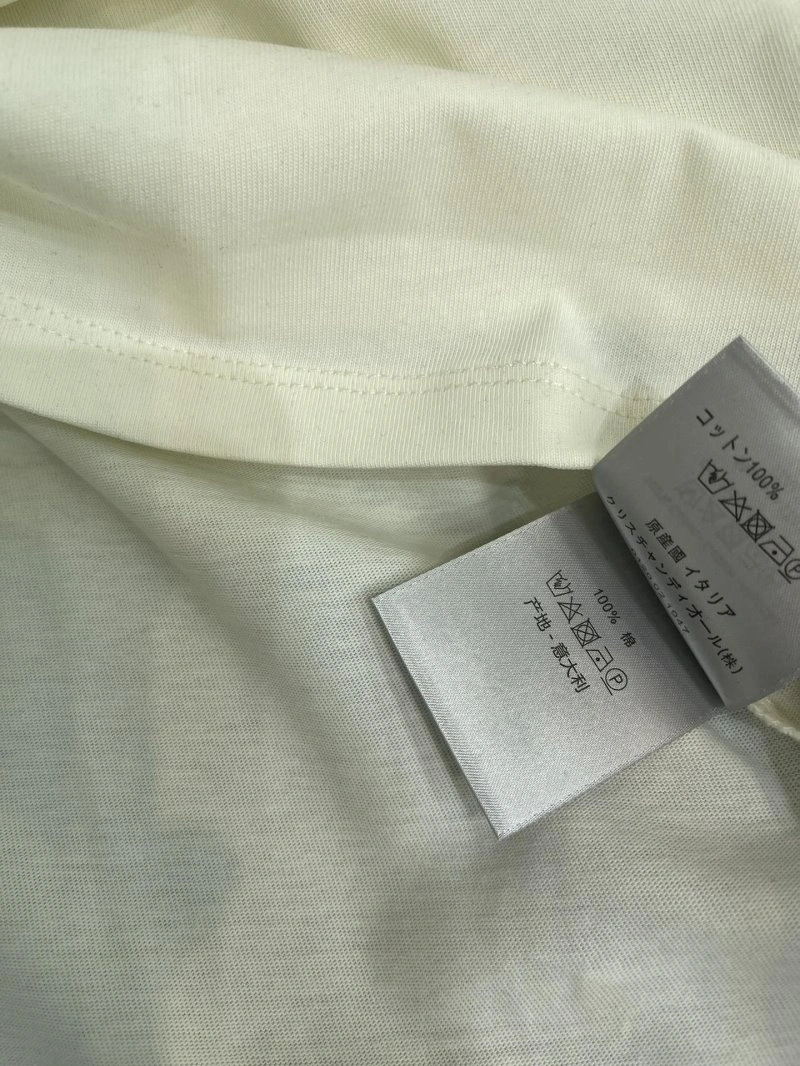 コットン100%
原産國 イタリア
クリスチャンディオール(株)
100% 棉
P
产地 - 意大利